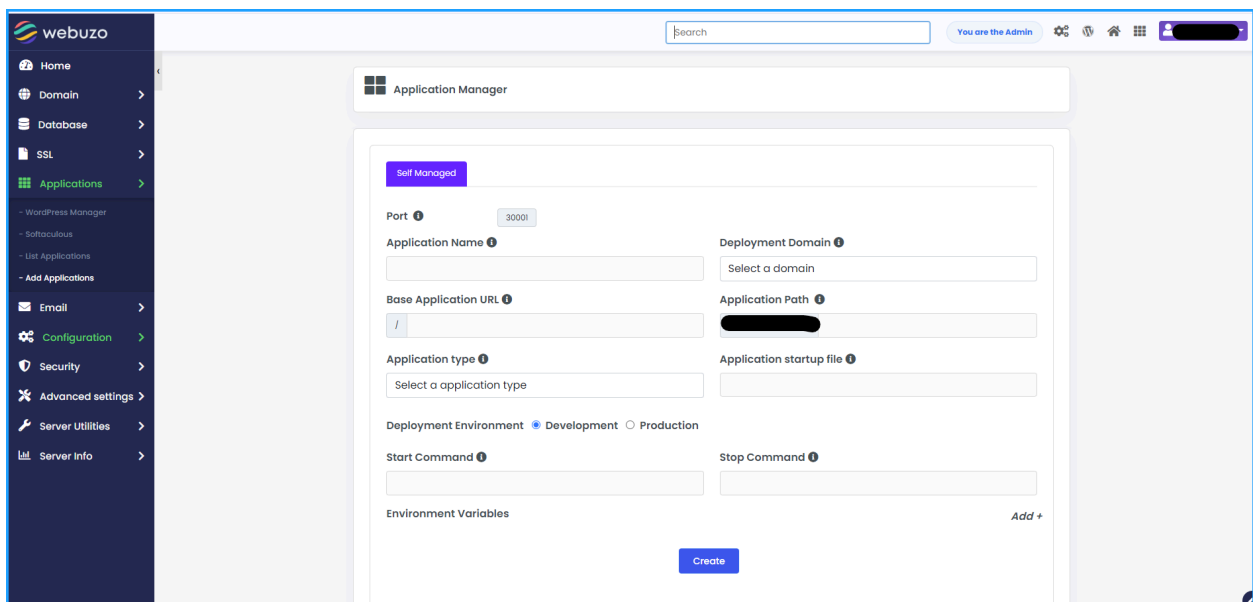 webuzo
Search
You are the Admin
Home
Domain
Database
SSL
Applications
- WordPress Manager
- Softaculous
- List Applications
- Add Applications
Email
Configuration
Security
Advanced settings
Server Utilities
Server Info
Application Manager
Self Managed
Port 30001
Application Name Deployment Domain
Select a domain
Base Application URL Application Path
/
Application type Application startup file
Select a application type
Deployment Environment Development Production
Start Command Stop Command
Environment Variables Add +
Create